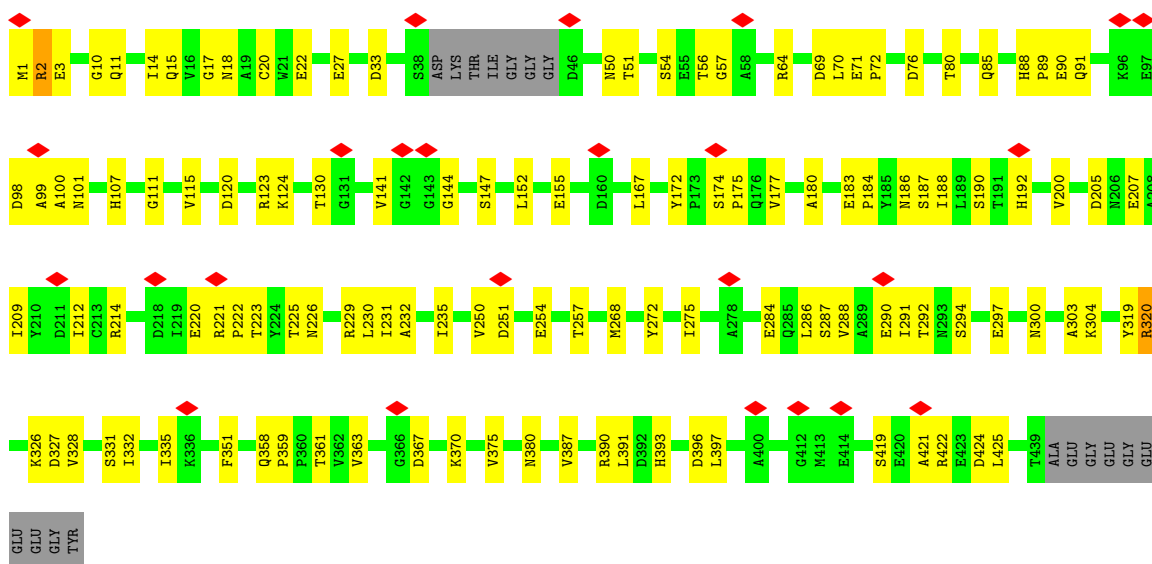 M1 R2 E3 G10 Q11 I14 Q15 V16 G17 N18 A19 C20 W21 E22 E27 D33 S38 ASP LYS THR ILE GLY GLY GLY D46 N50 T51 S54 E55 T56 G57 A58 R64 D69 L70 E71 P72 D76 T80 Q85 H88 P89 E90 Q91 K96 E97
D98 A99 A100 N101 H107 G111 V115 D120 R123 K124 T130 G131 V141 G142 G143 G144 S147 L152 E155 D160 L167 Y172 P173 S174 P175 Q176 V177 A180 E183 P184 Y185 N186 S187 I188 L189 S190 T191 H192 V200 D205 N206 E207 A208
I209 Y210 D211 I212 C213 R214 D218 I219 E220 R221 P222 T223 Y224 T225 N226 R229 L230 I231 A232 I235 V250 D251 E254 T257 M268 Y272 I275 A278 E284 Q285 L286 S287 V288 A289 E290 I291 T292 N293 S294 E297 N300 A303 K304 Y319 R320
K326 D327 V328 S331 I332 I335 K336 F351 Q358 P359 P360 T361 V362 V363 G366 D367 K370 V375 N380 V387 R390 L391 D392 H393 D396 L397 A400 G412 M413 E414 S419 E420 A421 R422 E423 D424 L425 T439 ALA GLU GLY GLU GLY GLU
GLU GLU GLY TYR